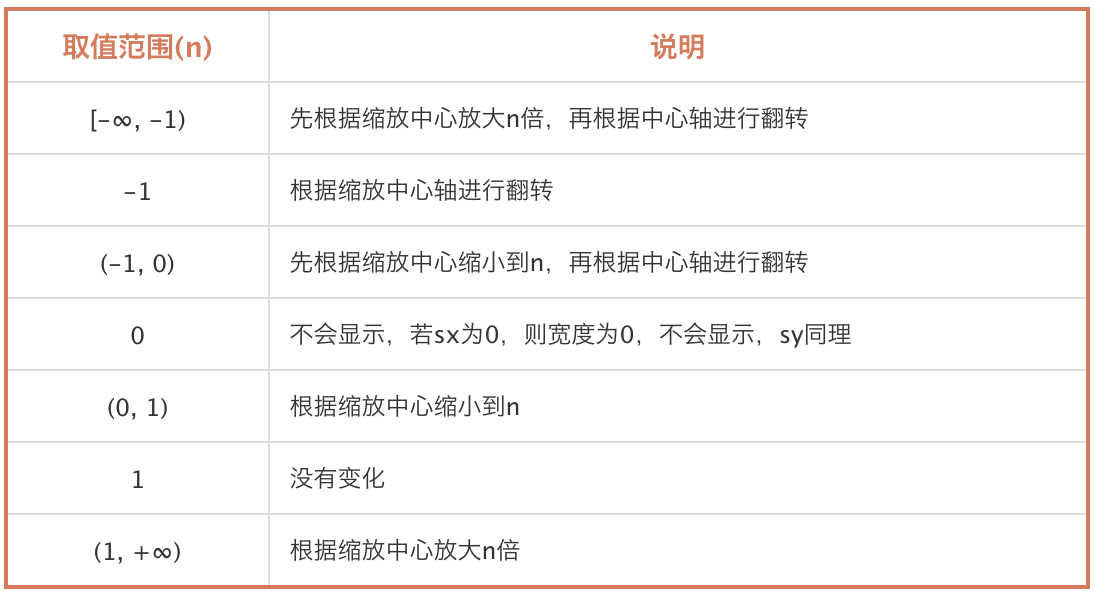 取值范围(n) 说明
[-∞, -1) 先根据缩放中心放大n倍，再根据中心轴进行翻转
-1 根据缩放中心轴进行翻转
(-1, 0) 先根据缩放中心缩小到n，再根据中心轴进行翻转
0 不会显示，若sx为0，则宽度为0，不会显示，sy同理
(0, 1) 根据缩放中心缩小到n
1 没有变化
(1, +∞) 根据缩放中心放大n倍